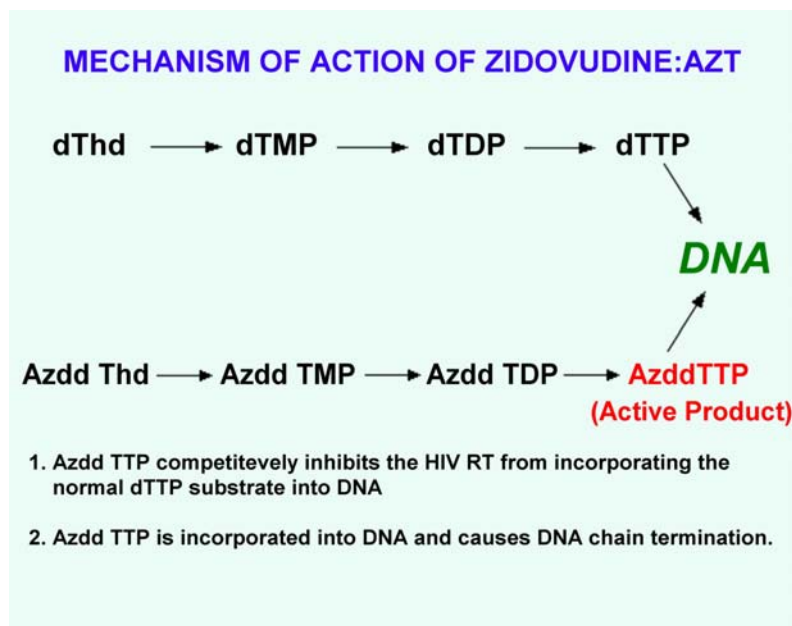 MECHANISM OF ACTION OF ZIDOVUDINE:AZT
dThd dTMP dTDP dTTP
DNA
Azdd Thd Azdd TMP Azdd TDP AzddTTP
(Active Product)
1. Azdd TTP competitevely inhibits the HIV RT from incorporating the
normal dTTP substrate into DNA
2. Azdd TTP is incorporated into DNA and causes DNA chain termination.